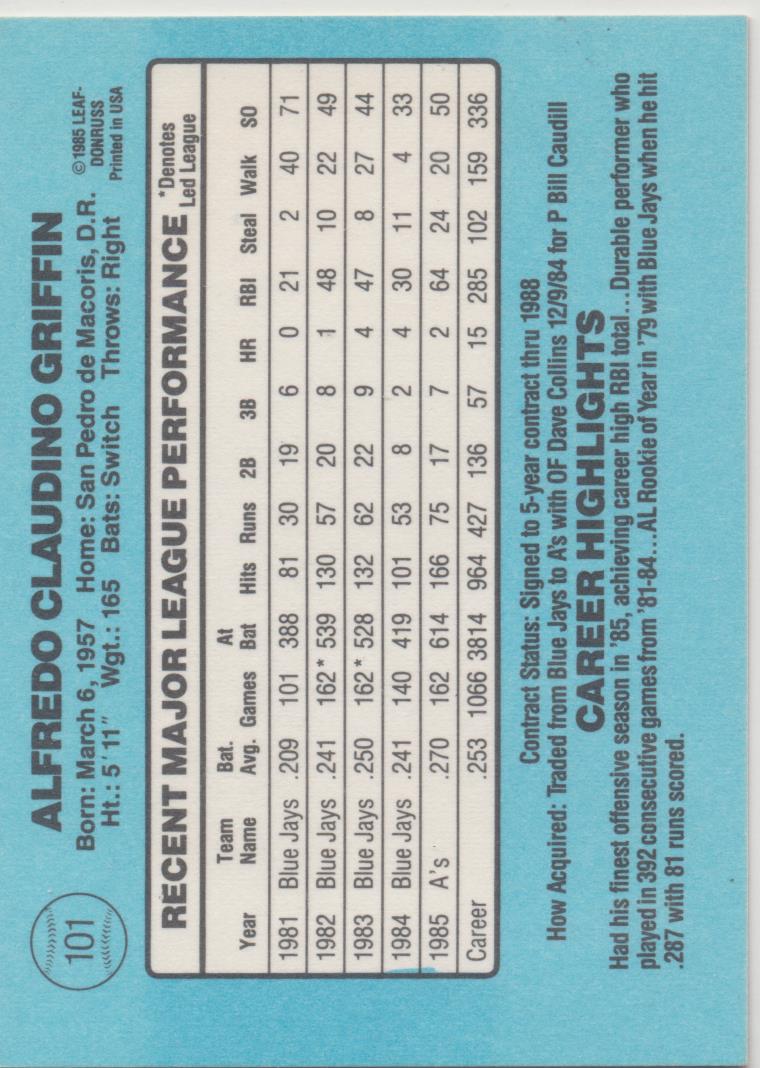 101
ALFREDO CLAUDINO GRIFFIN
Born: March 6, 1957 Home: San Pedro de Macoris, D.R.
Ht.: 5' 11" Wgt.: 165 Bats: Switch Throws: Right
©1985 LEAF-
DONRUSS
Printed in USA
RECENT MAJOR LEAGUE PERFORMANCE
*Denotes
Led League
Year Team Name Bat. Avg. Games At Bat Hits Runs 2B 3B HR RBI Steal Walk SO
1981 Blue Jays .209 101 388 81 30 19 6 0 21 2 40 71
1982 Blue Jays .241 162* 539 130 57 20 8 1 48 10 22 49
1983 Blue Jays .250 162* 528 132 62 22 9 4 47 8 27 44
1984 Blue Jays .241 140 419 101 53 8 2 4 30 11 4 33
1985 A's .270 162 614 166 75 17 7 2 64 24 20 50
Career .253 1066 3814 964 427 136 57 15 285 102 159 336
Contract Status: Signed to 5-year contract thru 1988
How Acquired: Traded from Blue Jays to A's with OF Dave Collins 12/9/84 for P Bill Caudill
CAREER HIGHLIGHTS
Had his finest offensive season in '85, achieving career high RBI total...Durable performer who
played in 392 consecutive games from '81-84...AL Rookie of Year in '79 with Blue Jays when he hit
.287 with 81 runs scored.